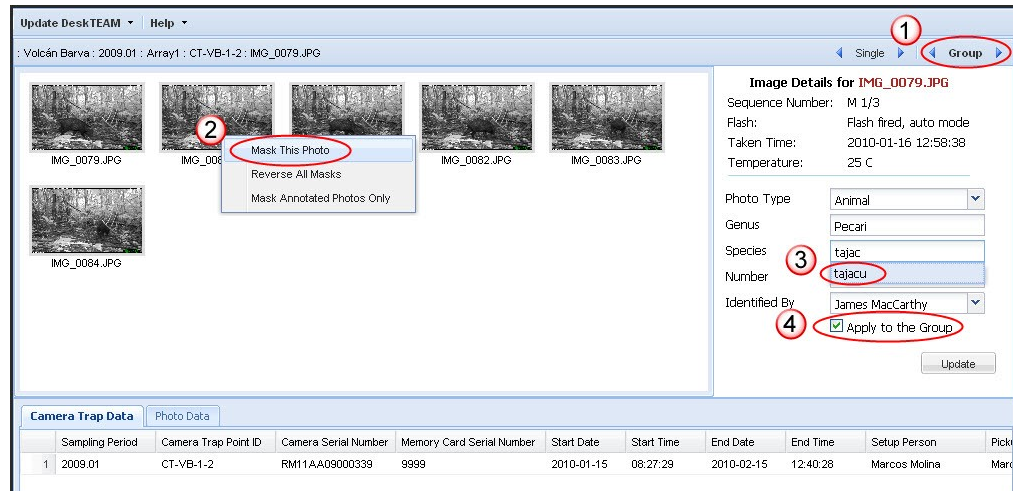 Update DeskTEAM Help
1
: Volcán Barva : 2009.01 : Array1 : CT-VB-1-2 : IMG_0079.JPG
Single Group
Image Details for IMG_0079.JPG
Sequence Number: M 1/3
Flash: Flash fired, auto mode
Taken Time: 2010-01-16 12:58:38
Temperature: 25 C
2
Mask This Photo
Reverse All Masks
Mask Annotated Photos Only
IMG_0079.JPG
IMG_0082.JPG
IMG_0083.JPG
IMG_0084.JPG
Photo Type Animal
Genus Pecari
Species tajac
3
tajacu
Number
Identified By James MacCarthy
4
Apply to the Group
Update
Camera Trap Data Photo Data
Sampling Period Camera Trap Point ID Camera Serial Number Memory Card Serial Number Start Date Start Time End Date End Time Setup Person
1 2009.01 CT-VB-1-2 RM11AA09000339 9999 2010-01-15 08:27:29 2010-02-15 12:40:28 Marcos Molina